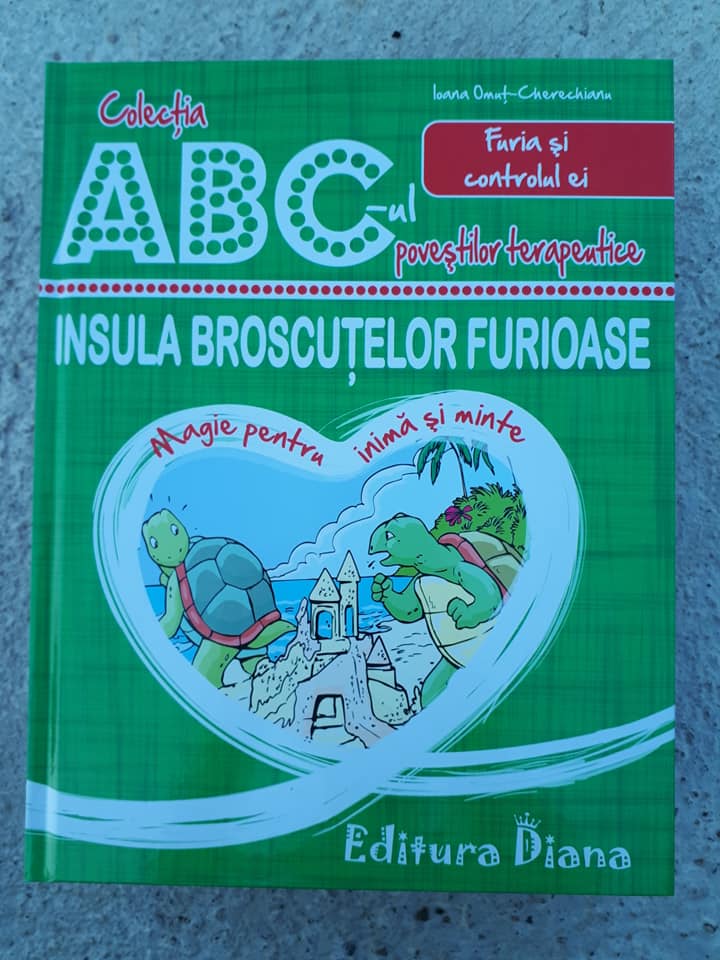 Ioana Omuț-Cherechianu
Colecția
ABC-ul
Furia și
controlul ei
poveștilor terapeutice
INSULA BROSCUȚELOR FURIOASE
Magie pentru inimă și minte
Editura Diana